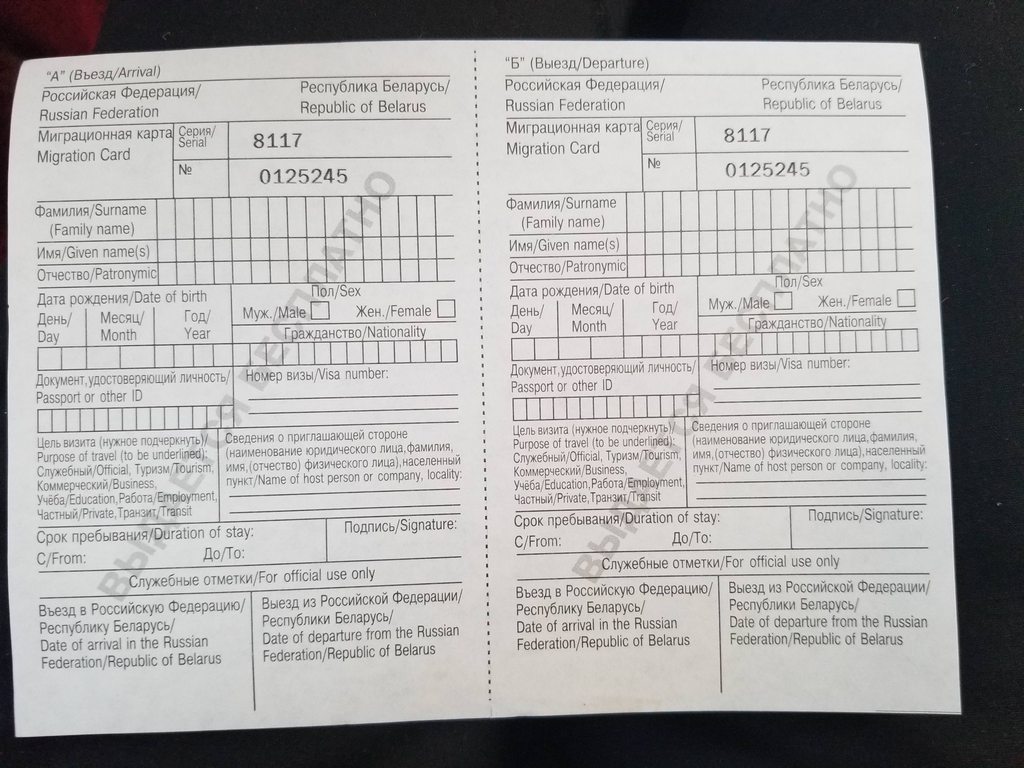 "А" (Въезд/Arrival)
Российская Федерация/
Russian Federation
Республика Беларусь/
Republic of Belarus
Миграционная карта
Migration Card
Серия/
Serial
8117
№
0125245
Фамилия/Surname
(Family name)
Имя/Given name(s)
Отчество/Patronymic
Дата рождения/Date of birth
День/
Day
Месяц/
Month
Год/
Year
Пол/Sex
Муж./Male
Жен./Female
Гражданство/Nationality
Документ,удостоверяющий личность/
Passport or other ID
Номер визы/Visa number:
Цель визита (нужное подчеркнуть)/
Purpose of travel (to be underlined):
Служебный/Official, Туризм/Tourism,
Коммерческий/Business,
Учёба/Education,Работа/Employment,
Частный/Private,Транзит/Transit
Сведения о приглашающей стороне
(наименование юридического лица,фамилия,
имя,(отчество) физического лица),населенный
пункт/Name of host person or company, locality:
Срок пребывания/Duration of stay:
С/From:
До/To:
Подпись/Signature:
Служебные отметки/For official use only
Въезд в Российскую Федерацию/
Республику Беларусь/
Date of arrival in the Russian
Federation/Republic of Belarus
Выезд из Российской Федерации/
Республики Беларусь/
Date of departure from the Russian
Federation/Republic of Belarus
ВЫДАЕТСЯ БЕСПЛАТНО
"Б" (Выезд/Departure)
Российская Федерация/
Russian Federation
Республика Беларусь/
Republic of Belarus
Миграционная карта
Migration Card
Серия/
Serial
8117
№
0125245
Фамилия/Surname
(Family name)
Имя/Given name(s)
Отчество/Patronymic
Дата рождения/Date of birth
День/
Day
Месяц/
Month
Год/
Year
Пол/Sex
Муж./Male
Жен./Female
Гражданство/Nationality
Документ,удостоверяющий личность/
Passport or other ID
Номер визы/Visa number:
Цель визита (нужное подчеркнуть)/
Purpose of travel (to be underlined):
Служебный/Official, Туризм/Tourism,
Коммерческий/Business,
Учёба/Education,Работа/Employment,
Частный/Private,Транзит/Transit
Сведения о приглашающей стороне
(наименование юридического лица,фамилия,
имя,(отчество) физического лица),населенный
пункт/Name of host person or company, locality:
Срок пребывания/Duration of stay:
С/From:
До/To:
Подпись/Signature:
Служебные отметки/For official use only
Въезд в Российскую Федерацию/
Республику Беларусь/
Date of arrival in the Russian
Federation/Republic of Belarus
Выезд из Российской Федерации/
Республики Беларусь/
Date of departure from the Russian
Federation/Republic of Belarus
ВЫДАЕТСЯ БЕСПЛАТНО